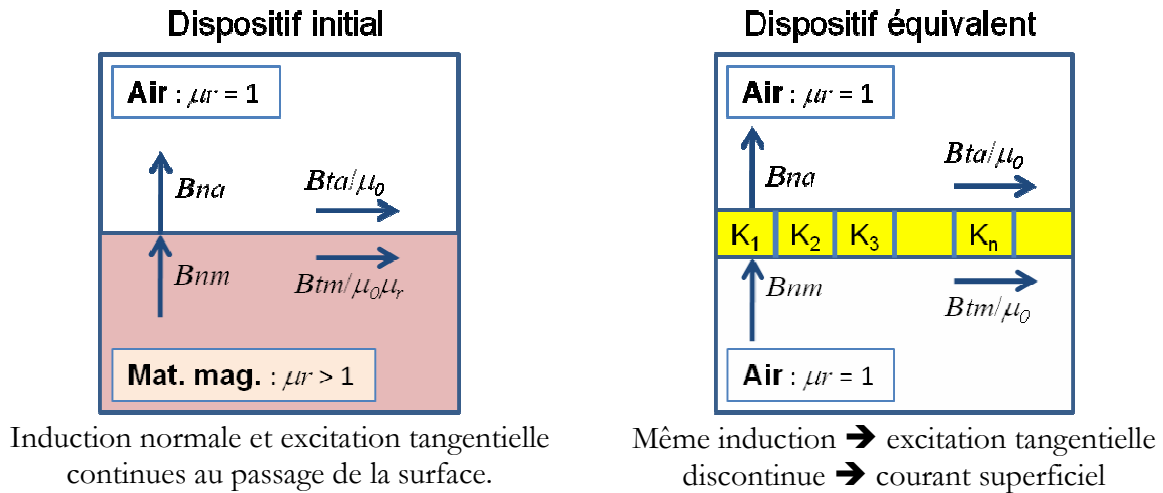 Dispositif initial
Air : μr = 1
Bna
Bta/μ0
Bnm
Btm/μ0μr
Mat. mag. : μr > 1
Induction normale et excitation tangentielle
continues au passage de la surface.
Dispositif équivalent
Air : μr = 1
Bna
Bta/μ0
K1 K2 K3 Kn
Bnm
Btm/μ0
Air : μr = 1
Même induction ➔ excitation tangentielle
discontinue ➔ courant superficiel